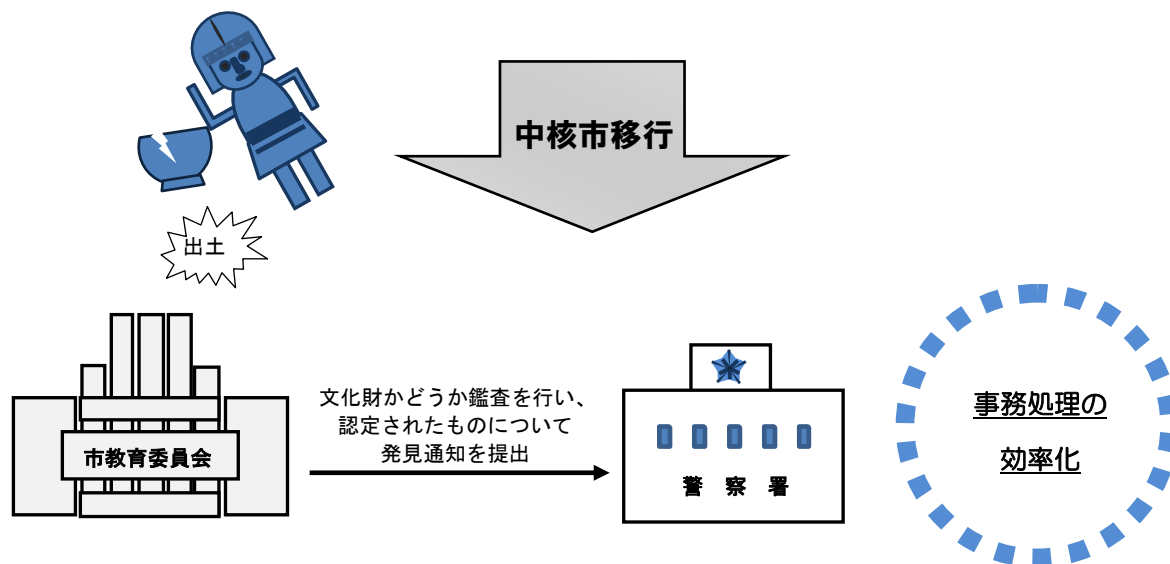 中核市移行
出土
文化財かどうか鑑査を行い、
認定されたものについて
発見通知を提出
市教育委員会
警察署
事務処理の
効率化